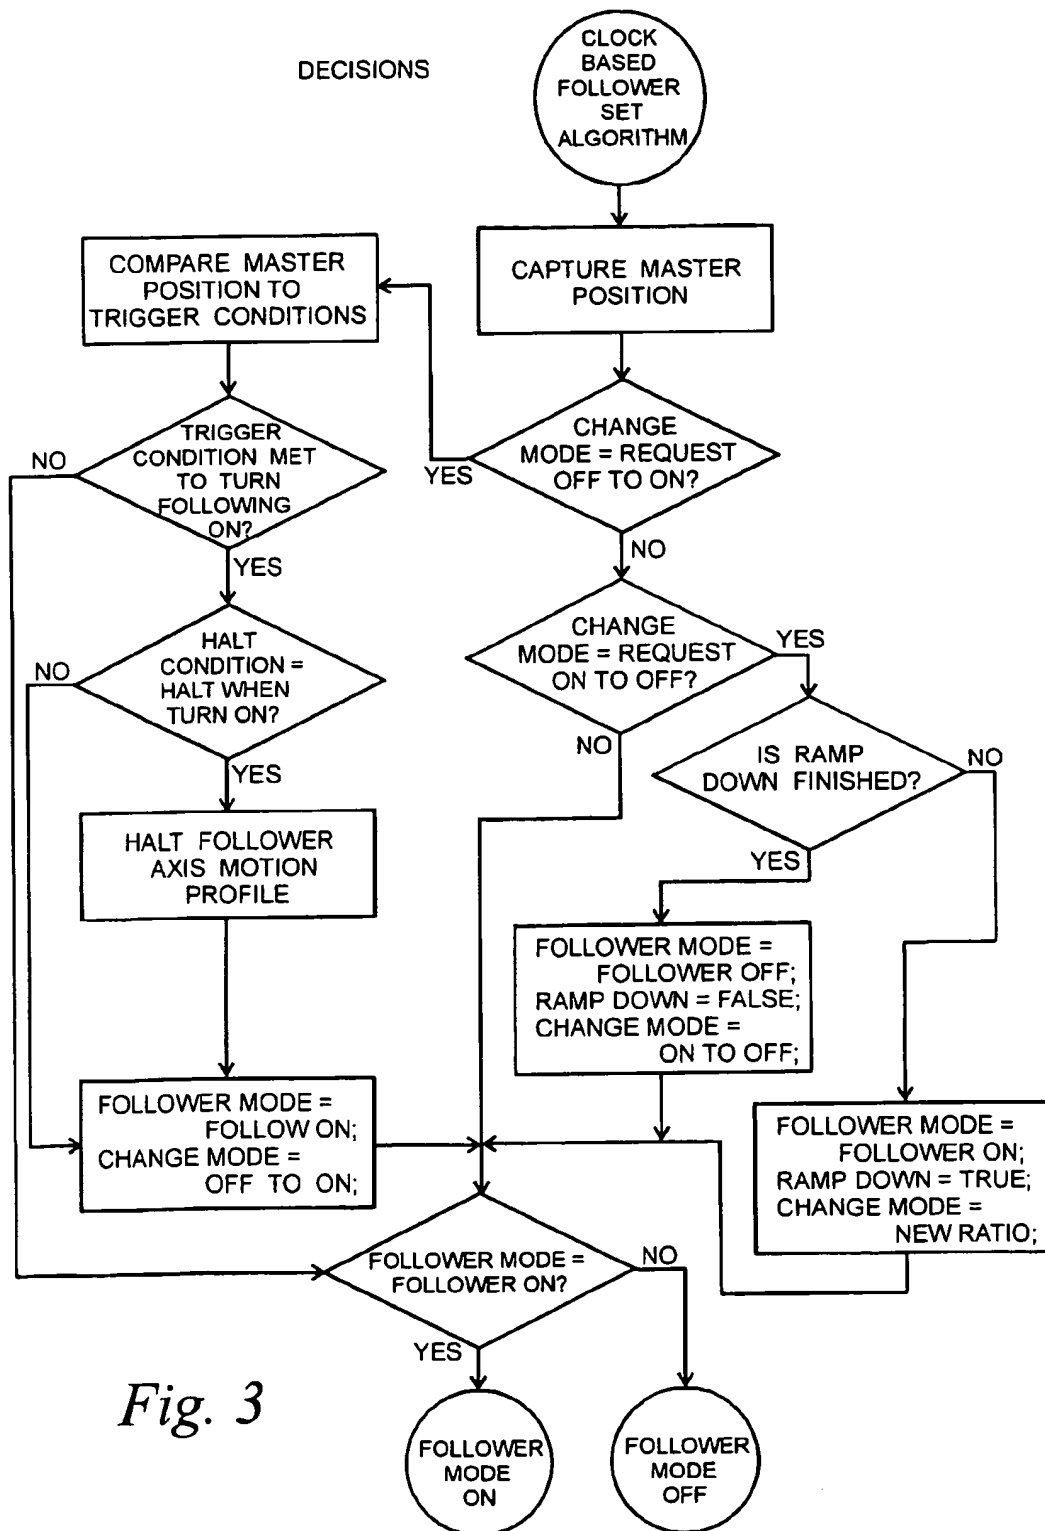 DECISIONS
CLOCK
BASED
FOLLOWER
SET
ALGORITHM
CAPTURE MASTER
POSITION
COMPARE MASTER
POSITION TO
TRIGGER CONDITIONS
CHANGE
MODE = REQUEST
OFF TO ON?
YES
NO
TRIGGER
CONDITION MET
TO TURN
FOLLOWING
ON?
NO
YES
CHANGE
MODE = REQUEST
ON TO OFF?
YES
NO
HALT
CONDITION =
HALT WHEN
TURN ON?
NO
YES
IS RAMP
DOWN FINISHED?
NO
YES
HALT FOLLOWER
AXIS MOTION
PROFILE
FOLLOWER MODE =
FOLLOWER OFF;
RAMP DOWN = FALSE;
CHANGE MODE =
ON TO OFF;
FOLLOWER MODE =
FOLLOW ON;
CHANGE MODE =
OFF TO ON;
FOLLOWER MODE =
FOLLOWER ON;
RAMP DOWN = TRUE;
CHANGE MODE =
NEW RATIO;
FOLLOWER MODE =
FOLLOWER ON?
NO
YES
Fig. 3
FOLLOWER
MODE
ON
FOLLOWER
MODE
OFF